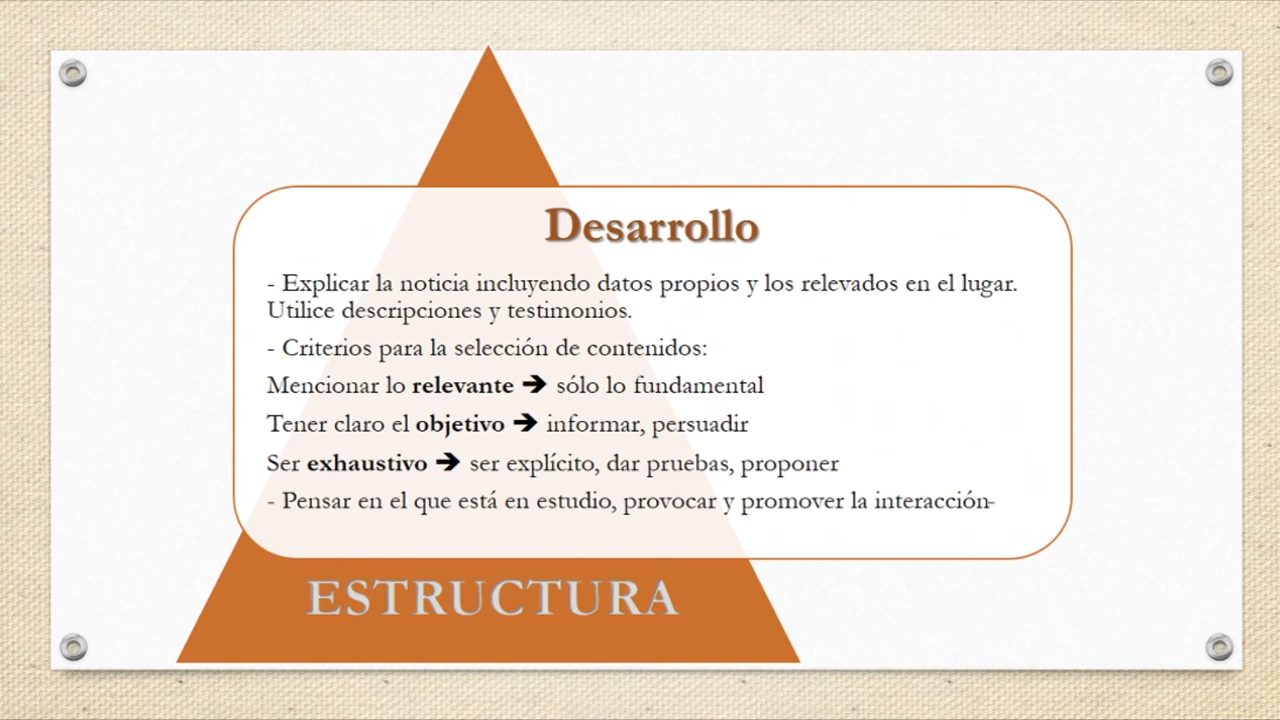 Desarrollo
- Explicar la noticia incluyendo datos propios y los relevados en el lugar.
Utilice descripciones y testimonios.
- Criterios para la selección de contenidos:
Mencionar lo relevante ➔ sólo lo fundamental
Tener claro el objetivo ➔ informar, persuadir
Ser exhaustivo ➔ ser explícito, dar pruebas, proponer
- Pensar en el que está en estudio, provocar y promover la interacción-
ESTRUCTURA